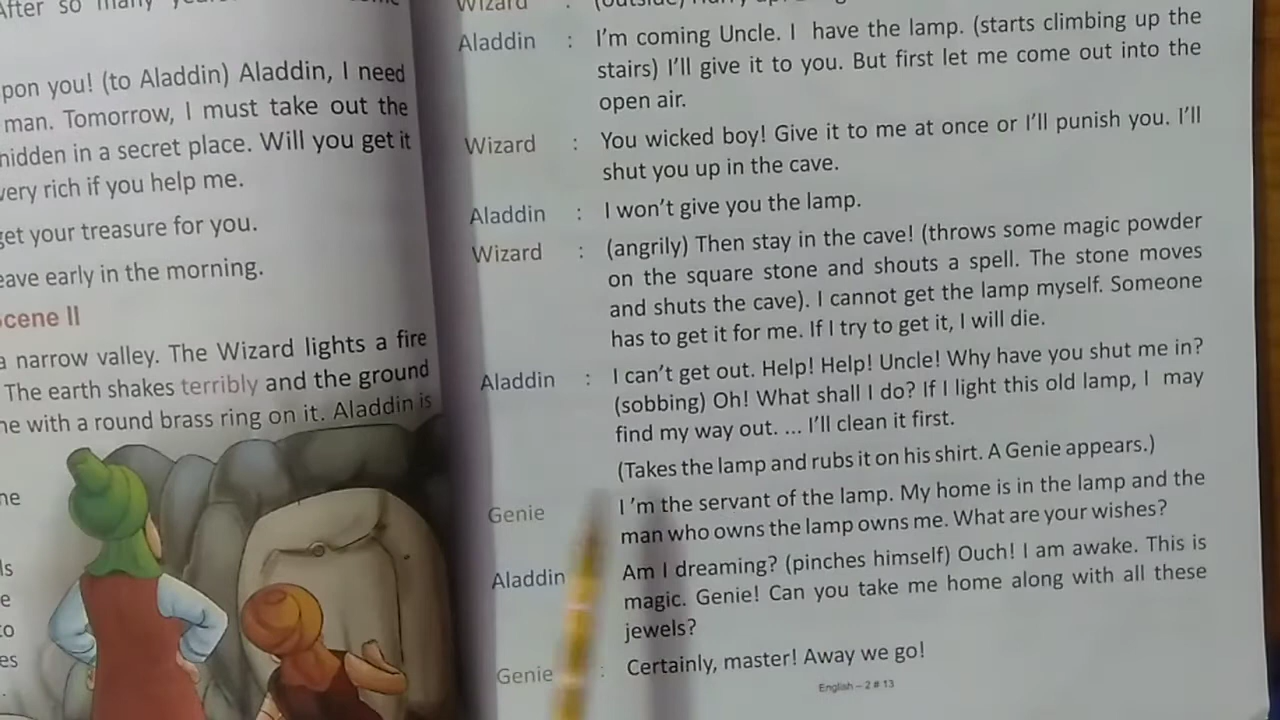 After so many
pon you! (to Aladdin) Aladdin, I need
man. Tomorrow, I must take out the
hidden in a secret place. Will you get it
very rich if you help me.
get your treasure for you.
eave early in the morning.
cene II
a narrow valley. The Wizard lights a fire
The earth shakes terribly and the ground
ne with a round brass ring on it. Aladdin is
ne
ls
e
to
es
Wizard : (outside)
Aladdin : I'm coming Uncle. I have the lamp. (starts climbing up the
stairs) I'll give it to you. But first let me come out into the
open air.
Wizard : You wicked boy! Give it to me at once or I'll punish you. I'll
shut you up in the cave.
Aladdin : I won't give you the lamp.
Wizard : (angrily) Then stay in the cave! (throws some magic powder
on the square stone and shouts a spell. The stone moves
and shuts the cave). I cannot get the lamp myself. Someone
has to get it for me. If I try to get it, I will die.
Aladdin : I can't get out. Help! Help! Uncle! Why have you shut me in?
(sobbing) Oh! What shall I do? If I light this old lamp, I may
find my way out. ... I'll clean it first.
(Takes the lamp and rubs it on his shirt. A Genie appears.)
Genie I 'm the servant of the lamp. My home is in the lamp and the
man who owns the lamp owns me. What are your wishes?
Aladdin Am I dreaming? (pinches himself) Ouch! I am awake. This is
magic. Genie! Can you take me home along with all these
jewels?
Genie : Certainly, master! Away we go!
English – 2 # 13